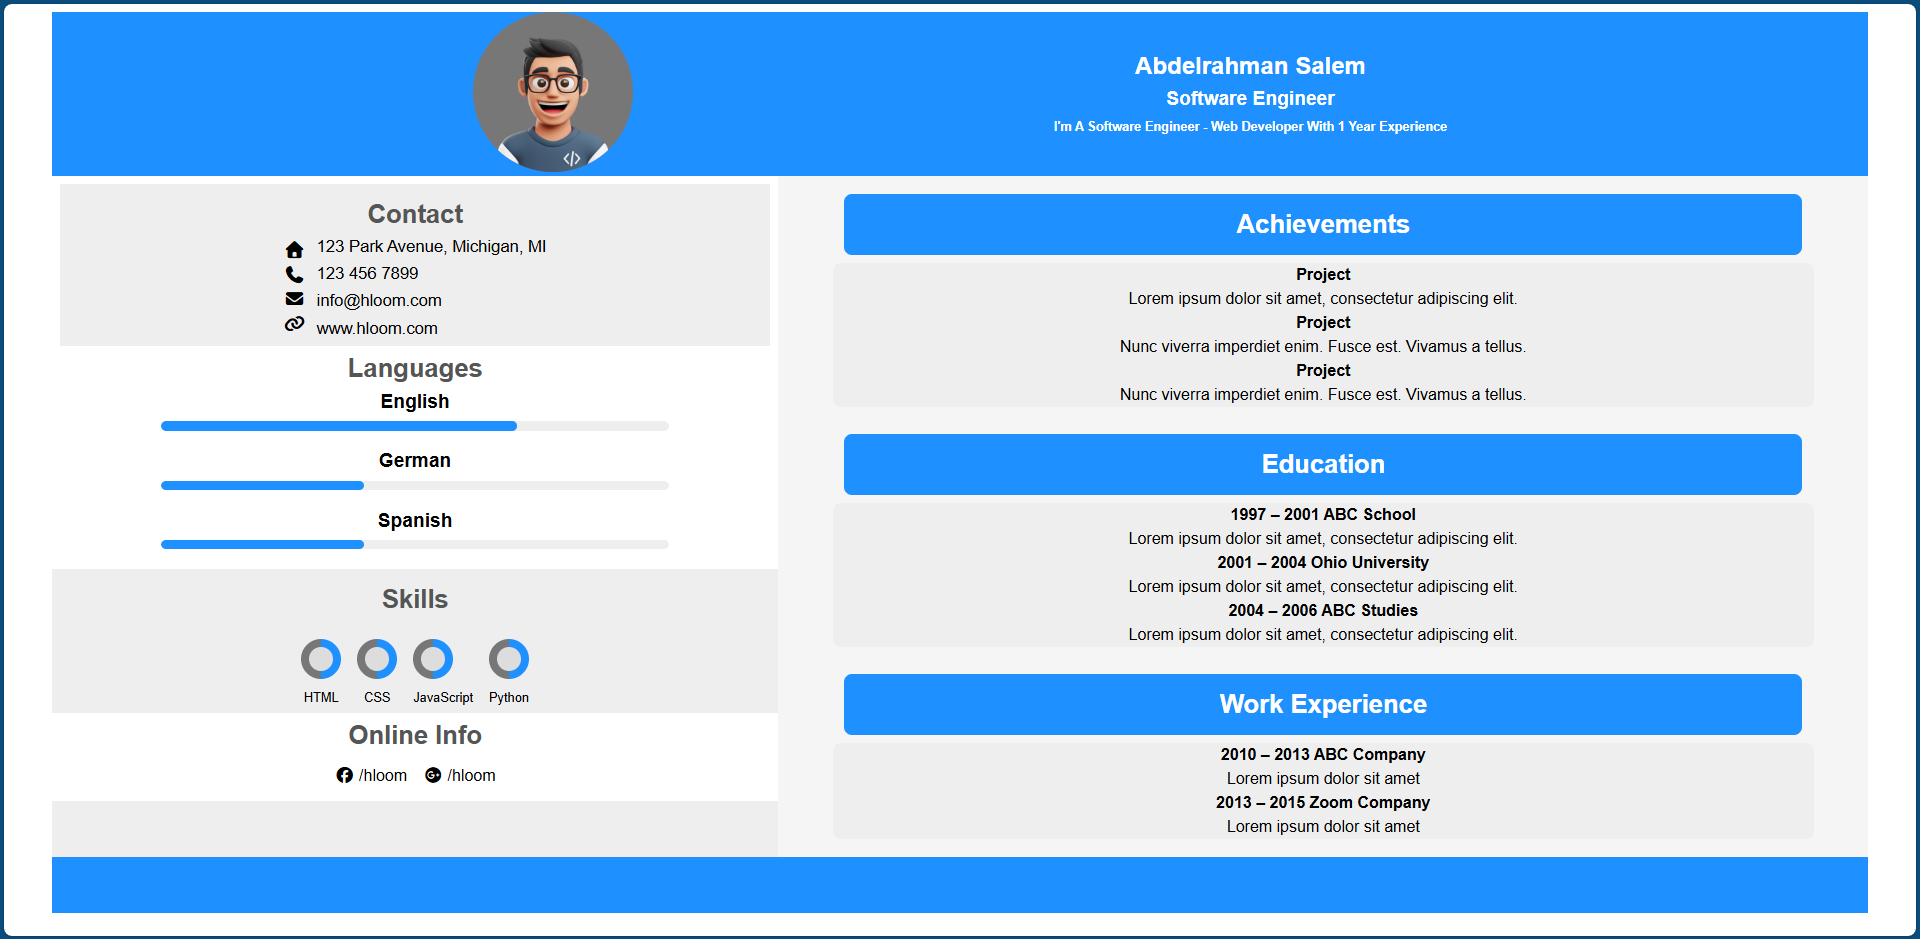 Abdelrahman Salem
Software Engineer
I'm A Software Engineer - Web Developer With 1 Year Experience
Contact
123 Park Avenue, Michigan, MI
123 456 7899
info@hloom.com
www.hloom.com
Languages
English
German
Spanish
Skills
HTML CSS JavaScript Python
Online Info
/hloom /hloom
Achievements
Project
Lorem ipsum dolor sit amet, consectetur adipiscing elit.
Project
Nunc viverra imperdiet enim. Fusce est. Vivamus a tellus.
Project
Nunc viverra imperdiet enim. Fusce est. Vivamus a tellus.
Education
1997 – 2001 ABC School
Lorem ipsum dolor sit amet, consectetur adipiscing elit.
2001 – 2004 Ohio University
Lorem ipsum dolor sit amet, consectetur adipiscing elit.
2004 – 2006 ABC Studies
Lorem ipsum dolor sit amet, consectetur adipiscing elit.
Work Experience
2010 – 2013 ABC Company
Lorem ipsum dolor sit amet
2013 – 2015 Zoom Company
Lorem ipsum dolor sit amet